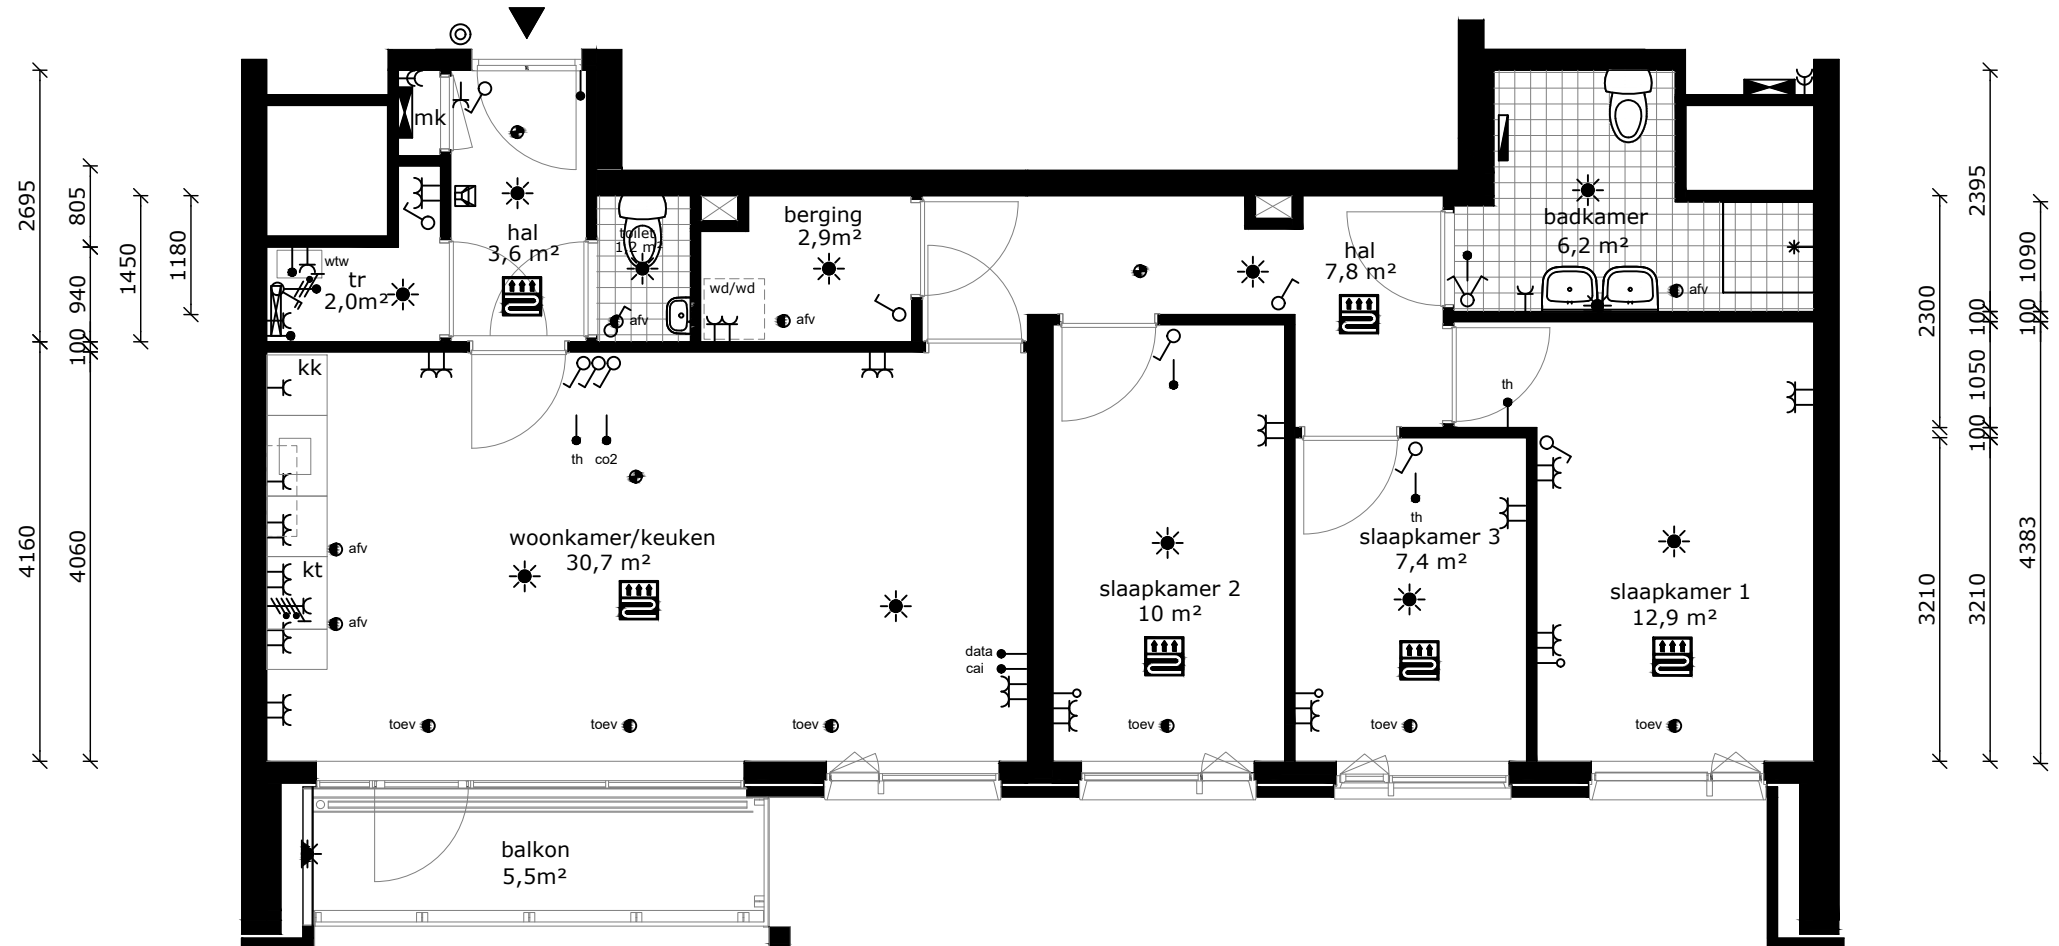 mk
hal
3,6 m²
toilet
1,2 m²
berging
2,9m²
wd/wd
afv
afv
wtw
tr
2,0m²
hal
7,8 m²
badkamer
6,2 m²
afv
kk
th
co2
th
th
woonkamer/keuken
30,7 m²
afv
kt
afv
slaapkamer 2
10 m²
slaapkamer 3
7,4 m²
slaapkamer 1
12,9 m²
data
cai
toev
toev
toev
toev
toev
toev
balkon
5,5m²
2695
4160
805
940
100
4060
1450
1180
2300
3210
2395
100
1050
100
3210
1090
100
4383